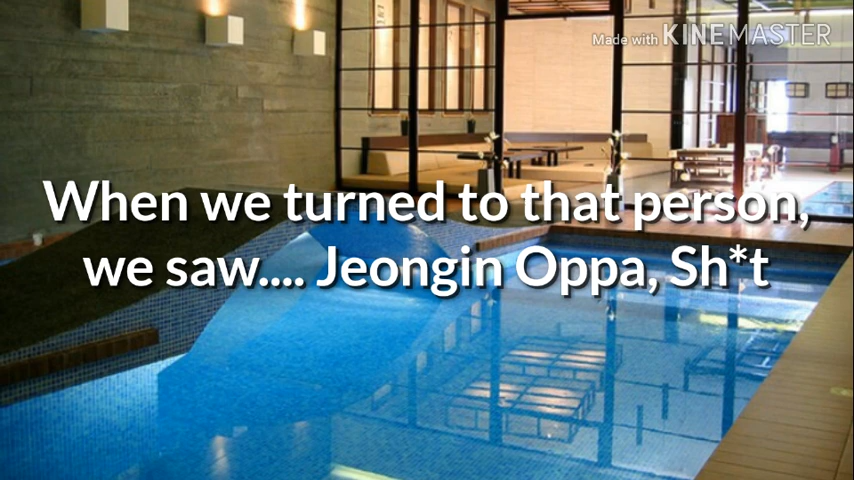 Made with KINEMASTER
When we turned to that person,
we saw.... Jeongin Oppa, Sh*t